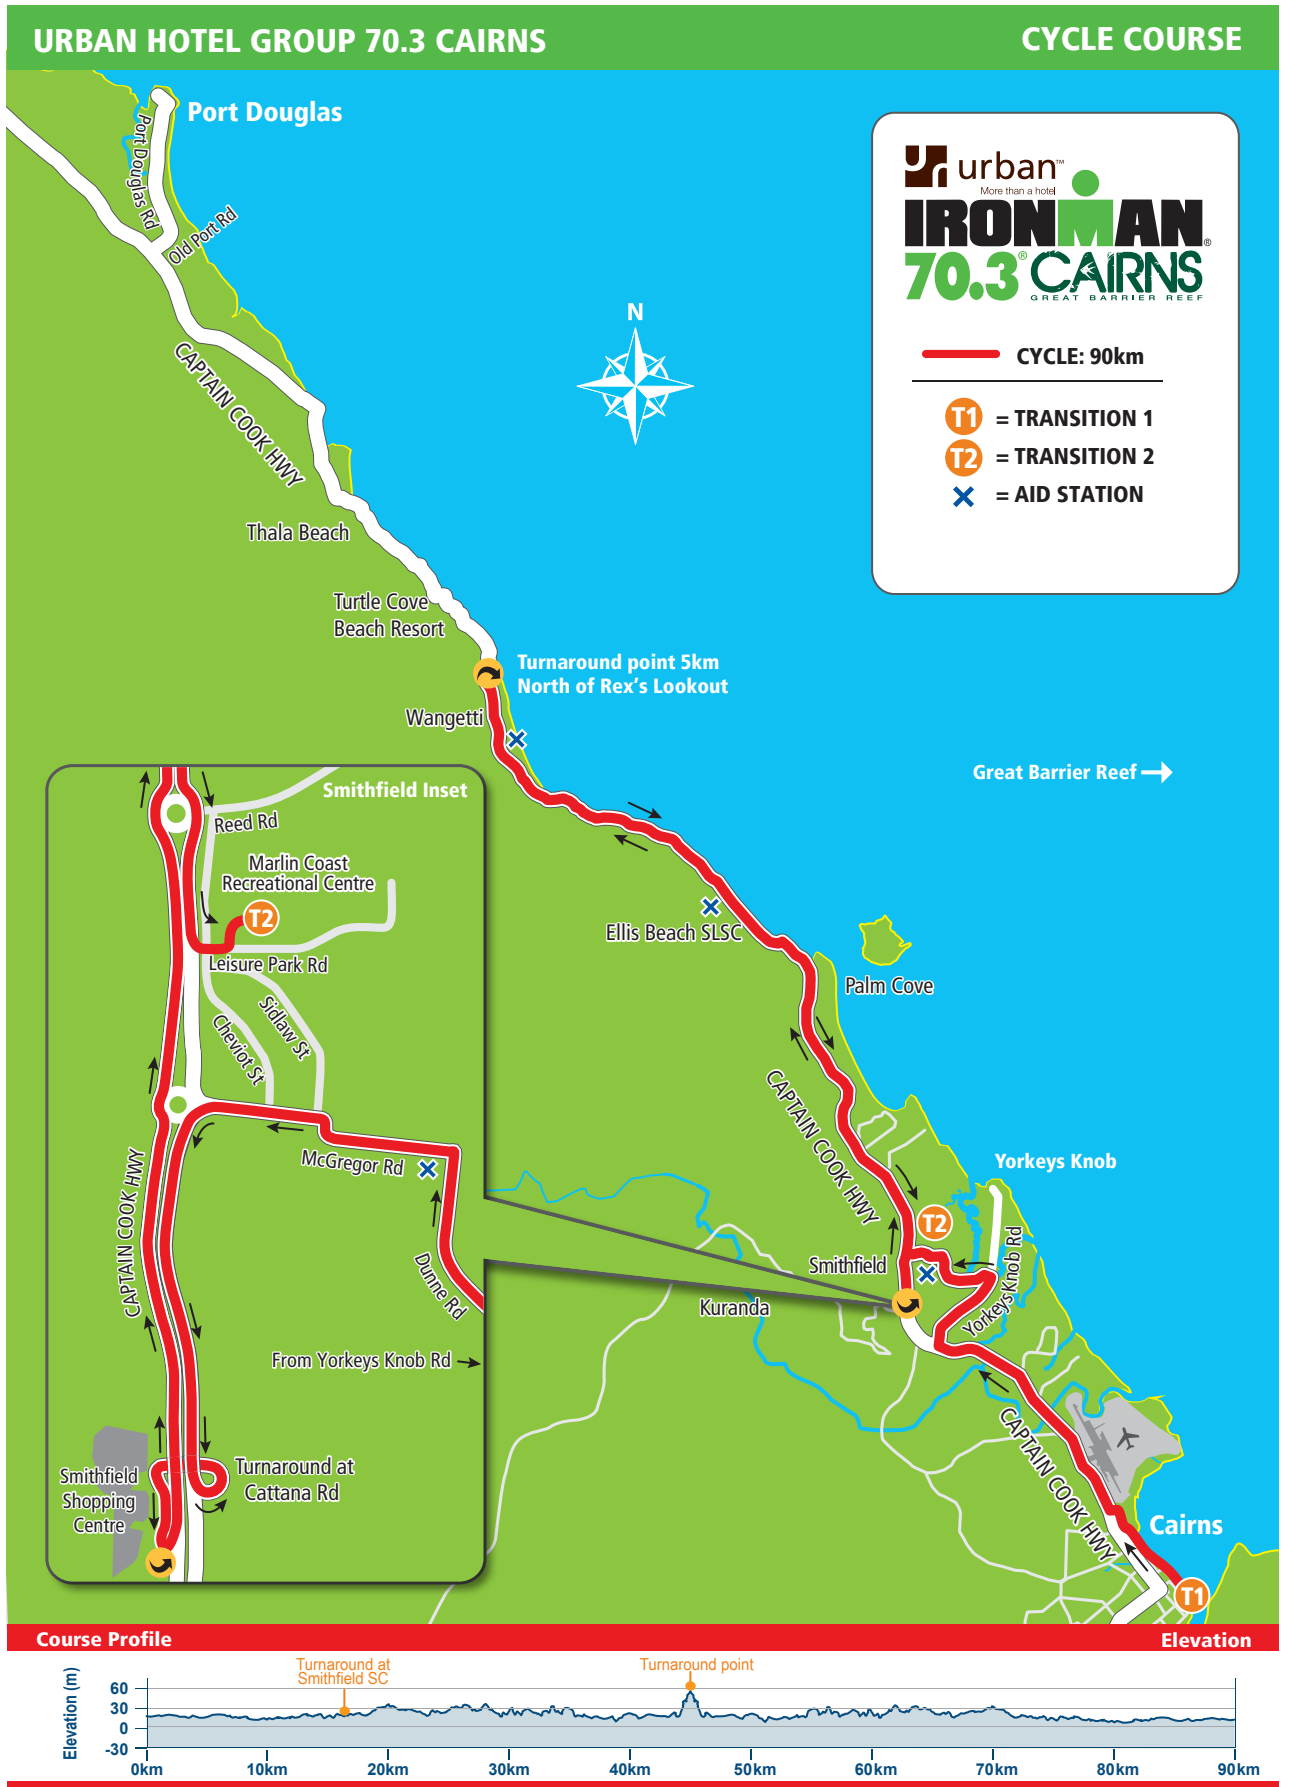 URBAN HOTEL GROUP 70.3 CAIRNS
CYCLE COURSE
Port Douglas
Port Douglas Rd
Old Port Rd
urban™
More than a hotel
IRONMAN®
70.3® CAIRNS
GREAT BARRIER REEF
CYCLE: 90km
T1 = TRANSITION 1
T2 = TRANSITION 2
= AID STATION
N
CAPTAIN COOK HWY
Thala Beach
Turtle Cove
Beach Resort
Turnaround point 5km
North of Rex's Lookout
Wangetti
Great Barrier Reef
Ellis Beach SLSC
Palm Cove
CAPTAIN COOK HWY
Yorkeys Knob
T2
Smithfield
Yorkeys Knob Rd
Kuranda
CAPTAIN COOK HWY
Cairns
T1
Smithfield Inset
Reed Rd
Marlin Coast
Recreational Centre
T2
Leisure Park Rd
Sidlaw St
Cheviot St
McGregor Rd
CAPTAIN COOK HWY
Dunne Rd
From Yorkeys Knob Rd
Smithfield
Shopping
Centre
Turnaround at
Cattana Rd
Course Profile
Elevation
Elevation (m)
Turnaround at
Smithfield SC
Turnaround point
60
30
0
-30
0km
10km
20km
30km
40km
50km
60km
70km
80km
90km